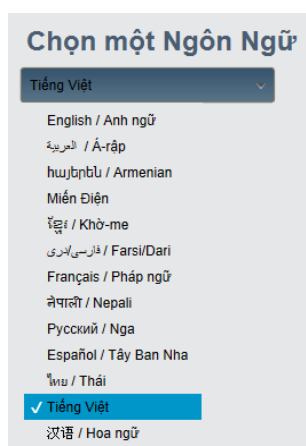 Chọn một Ngôn Ngữ
Tiếng Việt
English / Anh ngữ
العربية / Á-rập
հայերեն / Armenian
Miến Điện
ខ្មែរ / Khờ-me
فارسی/دری / Farsi/Dari
Français / Pháp ngữ
नेपाली / Nepali
Русский / Nga
Español / Tây Ban Nha
ไทย / Thái
✓ Tiếng Việt
汉语 / Hoa ngữ